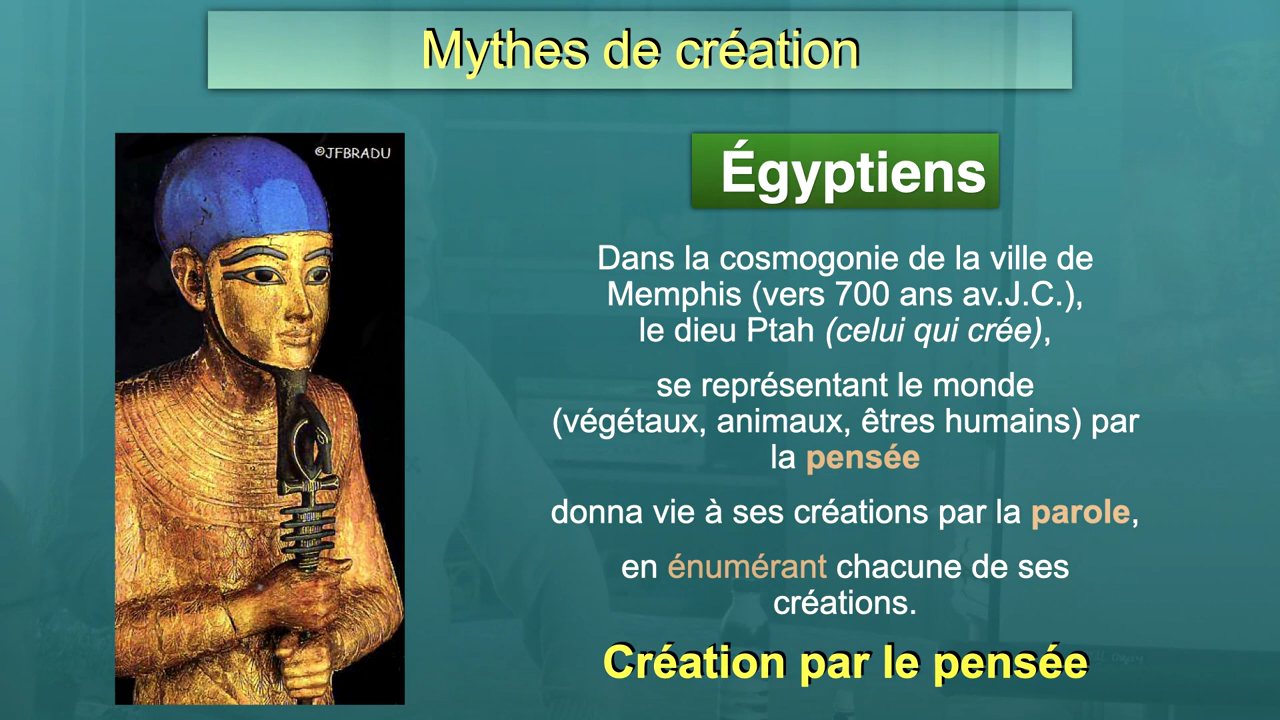 Mythes de création
©JFBRADU
Égyptiens
Dans la cosmogonie de la ville de
Memphis (vers 700 ans av.J.C.),
le dieu Ptah (celui qui crée),
se représentant le monde
(végétaux, animaux, êtres humains) par
la pensée
donna vie à ses créations par la parole,
en énumérant chacune de ses
créations.
Création par le pensée